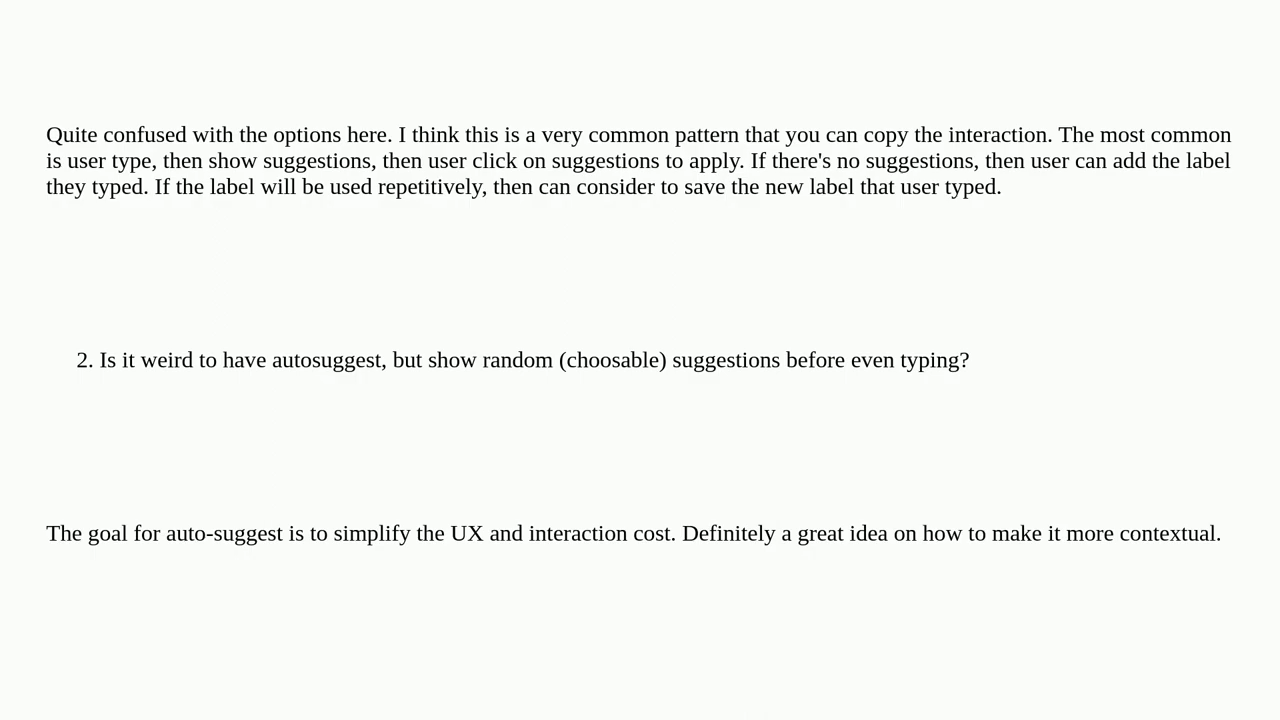 Quite confused with the options here. I think this is a very common pattern that you can copy the interaction. The most common
is user type, then show suggestions, then user click on suggestions to apply. If there's no suggestions, then user can add the label
they typed. If the label will be used repetitively, then can consider to save the new label that user typed.
2. Is it weird to have autosuggest, but show random (choosable) suggestions before even typing?
The goal for auto-suggest is to simplify the UX and interaction cost. Definitely a great idea on how to make it more contextual.